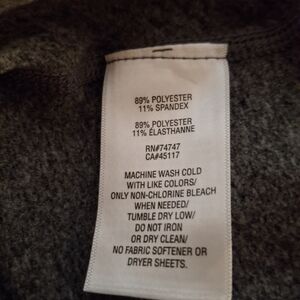 89% POLYESTER
11% SPANDEX
89% POLYESTER
11% ÉLASTHANNE
RN#74747
CA#45117
MACHINE WASH COLD
WITH LIKE COLORS/
ONLY NON-CHLORINE BLEACH
WHEN NEEDED/
TUMBLE DRY LOW/
DO NOT IRON
OR DRY CLEAN/
NO FABRIC SOFTENER OR
DRYER SHEETS.